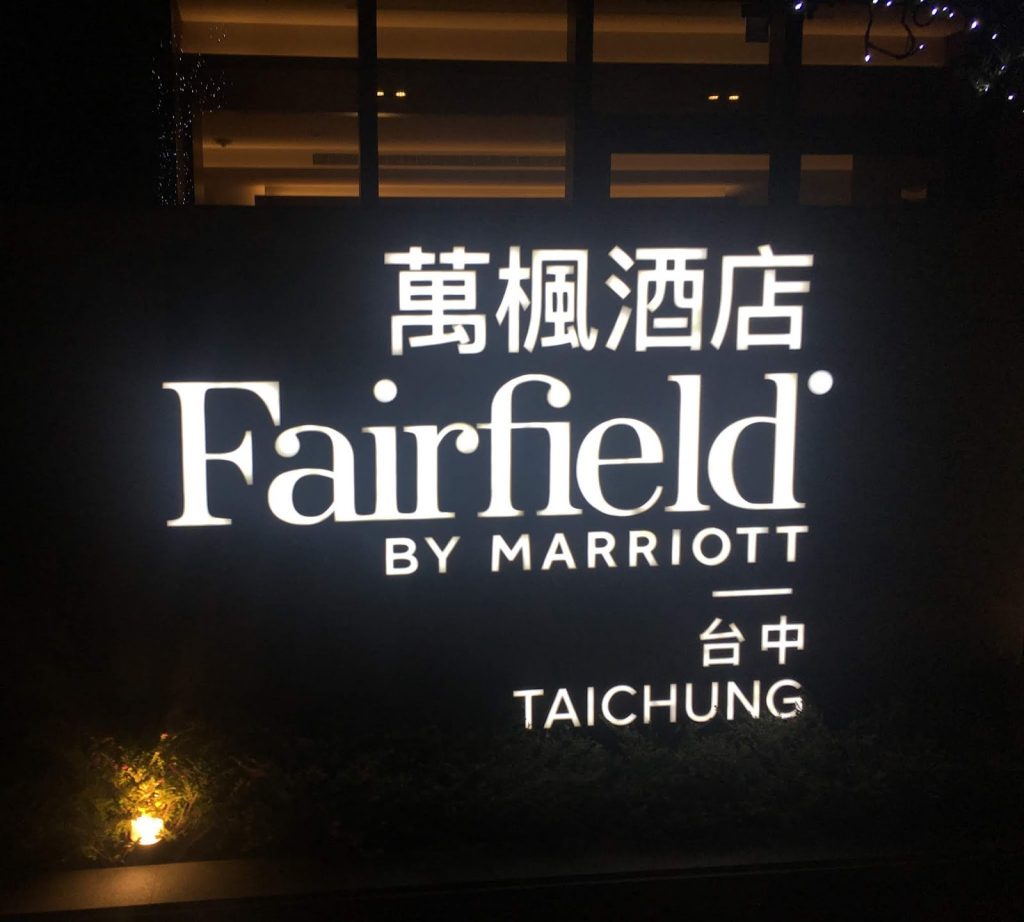 萬楓酒店
Fairfield
BY MARRIOTT
台中
TAICHUNG